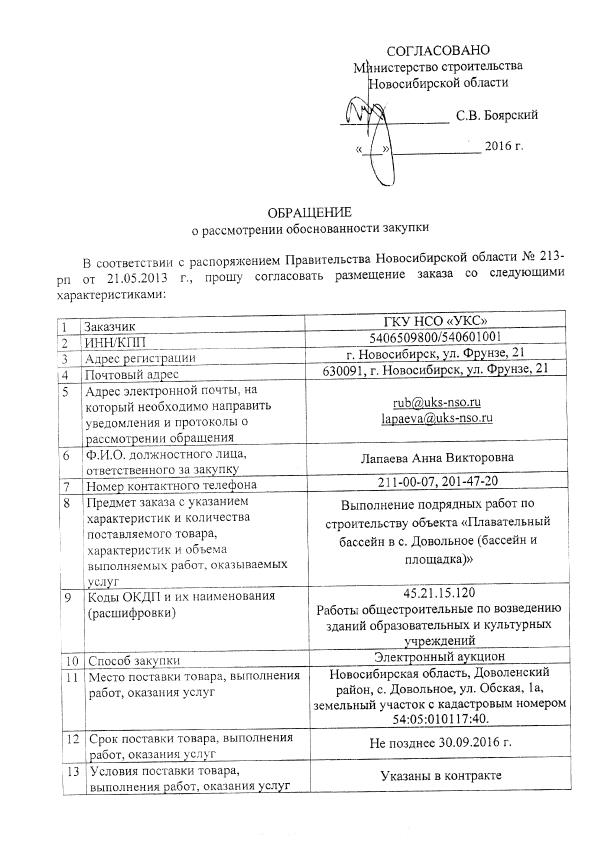 СОГЛАСОВАНО
Министерство строительства
Новосибирской области
С.В. Боярский
«___» ____________ 2016 г.
ОБРАЩЕНИЕ
о рассмотрении обоснованности закупки
В соответствии с распоряжением Правительства Новосибирской области № 213-
рп от 21.05.2013 г., прошу согласовать размещение заказа со следующими
характеристиками:
1 Заказчик ГКУ НСО «УКС»
2 ИНН/КПП 5406509800/540601001
3 Адрес регистрации г. Новосибирск, ул. Фрунзе, 21
4 Почтовый адрес 630091, г. Новосибирск, ул. Фрунзе, 21
5 Адрес электронной почты, на
который необходимо направить
уведомления и протоколы о
рассмотрении обращения
rub@uks-nso.ru
lapaeva@uks-nso.ru
6 Ф.И.О. должностного лица,
ответственного за закупку
Лапаева Анна Викторовна
7 Номер контактного телефона 211-00-07, 201-47-20
8 Предмет заказа с указанием
характеристик и количества
поставляемого товара,
характеристик и объема
выполняемых работ, оказываемых
услуг
Выполнение подрядных работ по
строительству объекта «Плавательный
бассейн в с. Довольное (бассейн и
площадка)»
9 Коды ОКДП и их наименования
(расшифровки)
45.21.15.120
Работы общестроительные по возведению
зданий образовательных и культурных
учреждений
10 Способ закупки Электронный аукцион
11 Место поставки товара, выполнения
работ, оказания услуг
Новосибирская область, Доволенский
район, с. Довольное, ул. Обская, 1а,
земельный участок с кадастровым номером
54:05:010117:40.
12 Срок поставки товара, выполнения
работ, оказания услуг
Не позднее 30.09.2016 г.
13 Условия поставки товара,
выполнения работ, оказания услуг
Указаны в контракте